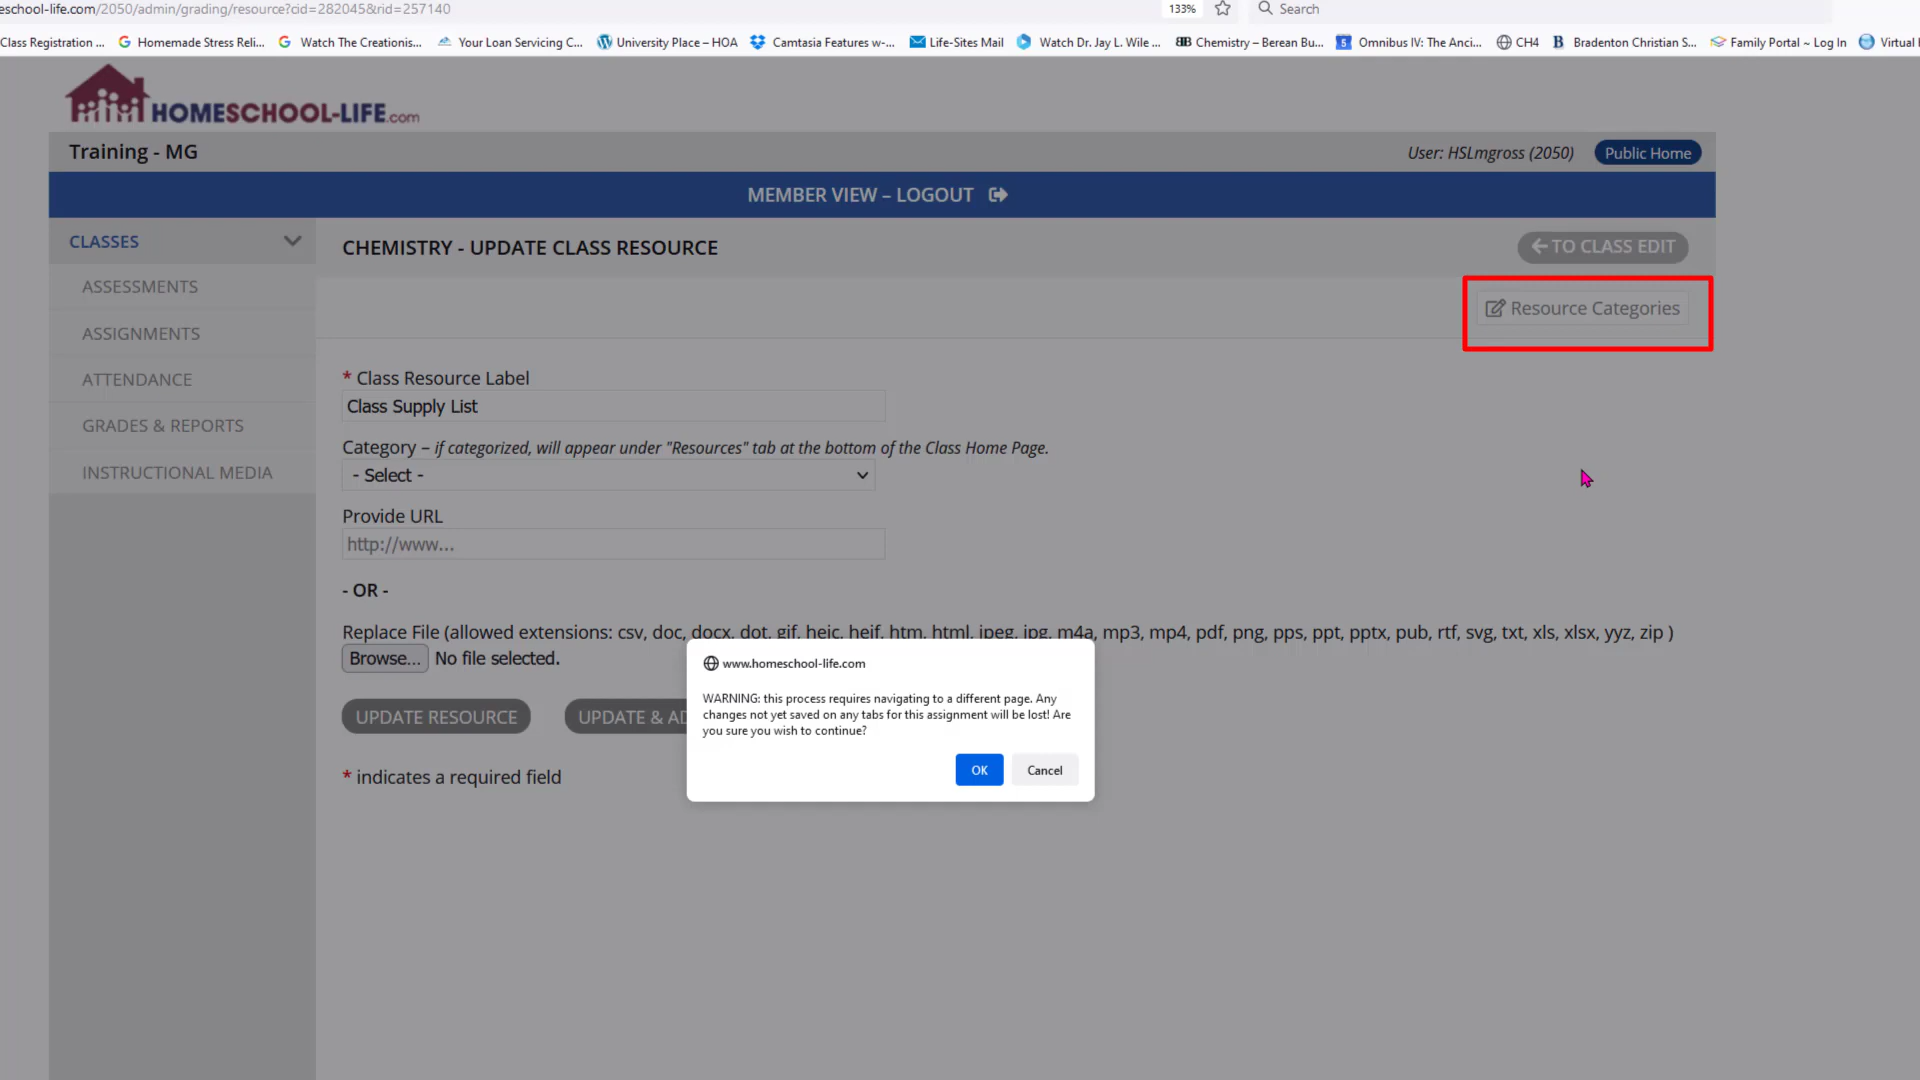 eschool-life.com/2050/admin/grading/resource?cid=282045&rid=257140
133%
Search
Class Registration ...
Homemade Stress Reli...
Watch The Creationis...
Your Loan Servicing C...
University Place – HOA
Camtasia Features w-...
Life-Sites Mail
Watch Dr. Jay L. Wile ...
Chemistry – Berean Bu...
Omnibus IV: The Anci...
CH4
Bradenton Christian S...
Family Portal ~ Log In
Virtual
HOMESCHOOL-LIFE.com
Training - MG
User: HSLmgross (2050)
Public Home
MEMBER VIEW – LOGOUT
CLASSES
ASSESSMENTS
ASSIGNMENTS
ATTENDANCE
GRADES & REPORTS
INSTRUCTIONAL MEDIA
CHEMISTRY - UPDATE CLASS RESOURCE
TO CLASS EDIT
Resource Categories
* Class Resource Label
Class Supply List
Category – if categorized, will appear under "Resources" tab at the bottom of the Class Home Page.
- Select -
Provide URL
http://www...
- OR -
Replace File (allowed extensions: csv, doc, docx, dot, gif, heic, heif, htm, html, jpeg, jpg, m4a, mp3, mp4, pdf, png, pps, ppt, pptx, pub, rtf, svg, txt, xls, xlsx, yyz, zip )
Browse... No file selected.
UPDATE RESOURCE
UPDATE & AD
* indicates a required field
www.homeschool-life.com
WARNING: this process requires navigating to a different page. Any
changes not yet saved on any tabs for this assignment will be lost! Are
you sure you wish to continue?
OK
Cancel